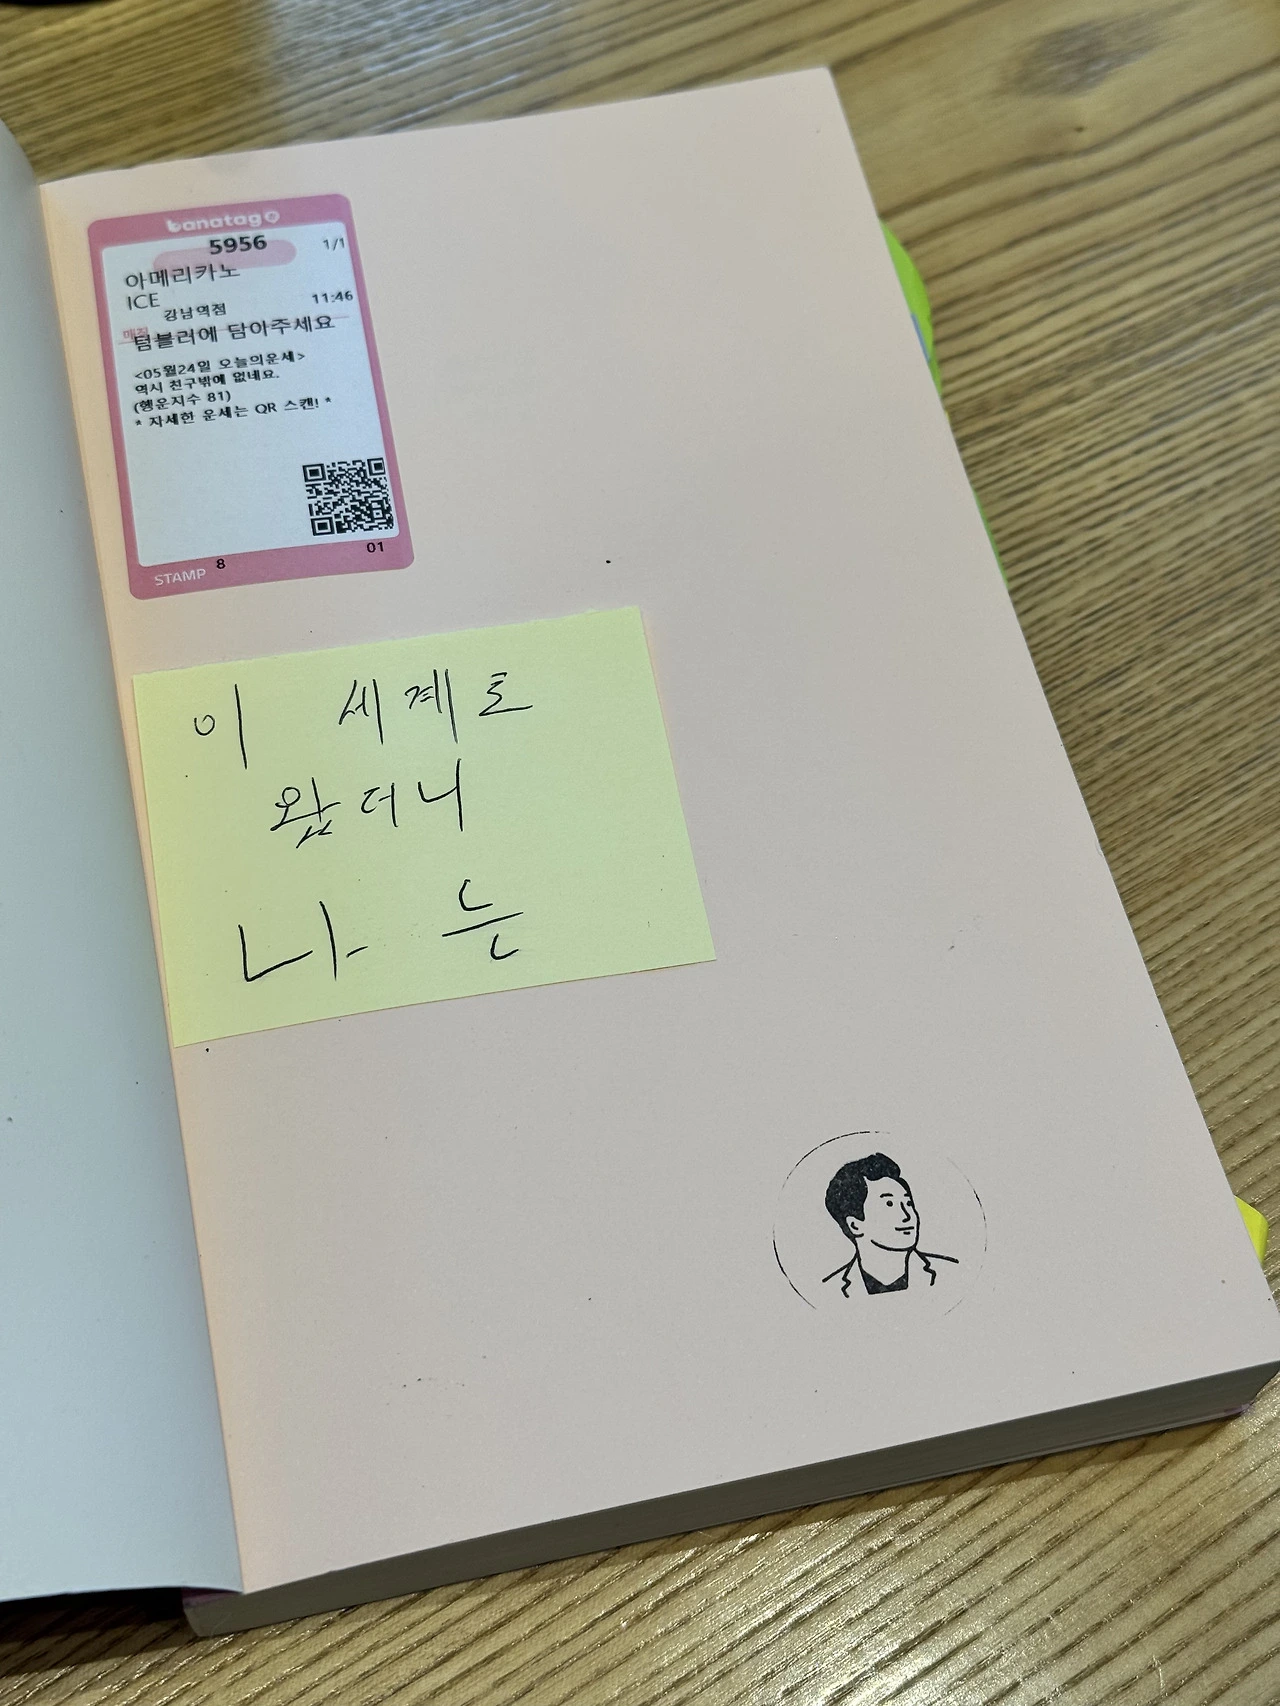 banatag
5956
1/1
아메리카노
ICE
11:46
강남역점
매직
텀블러에 담아주세요
<05월24일 오늘의운세>
역시 친구밖에 없네요.
(행운지수 81)
* 자세한 운세는 QR 스캔! *
01
STAMP 8
이 세계로
왔더니
나는